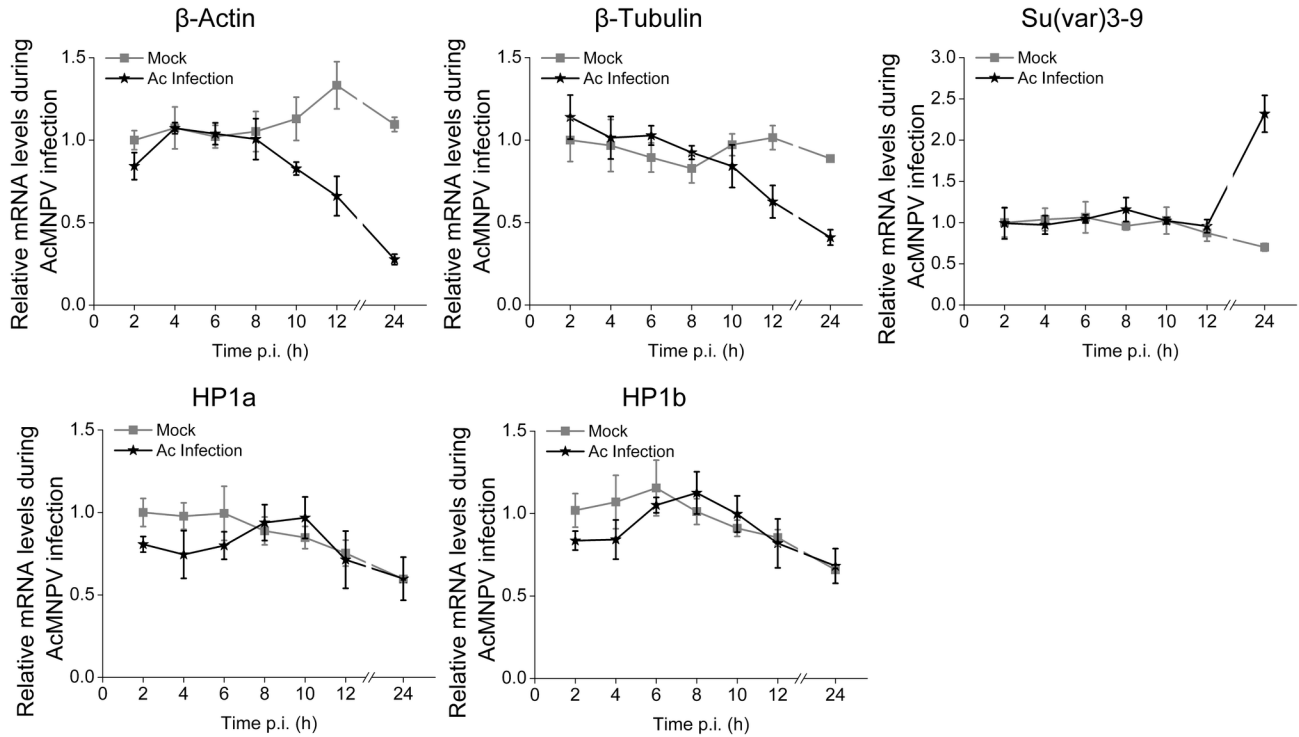 β-Actin
Relative mRNA levels during
AcMNPV infection
1.5
1.0
0.5
0.0
Mock
Ac Infection
0 2 4 6 8 10 12 24
Time p.i. (h)
β-Tubulin
Relative mRNA levels during
AcMNPV infection
1.5
1.0
0.5
0.0
Mock
Ac Infection
0 2 4 6 8 10 12 24
Time p.i. (h)
Su(var)3-9
Relative mRNA levels during
AcMNPV infection
3.0
2.5
2.0
1.5
1.0
0.5
0.0
Mock
Ac Infection
0 2 4 6 8 10 12 24
Time p.i. (h)
HP1a
Relative mRNA levels during
AcMNPV infection
1.5
1.0
0.5
0.0
Mock
Ac Infection
0 2 4 6 8 10 12 24
Time p.i. (h)
HP1b
Relative mRNA levels during
AcMNPV infection
1.5
1.0
0.5
0.0
Mock
Ac Infection
0 2 4 6 8 10 12 24
Time p.i. (h)